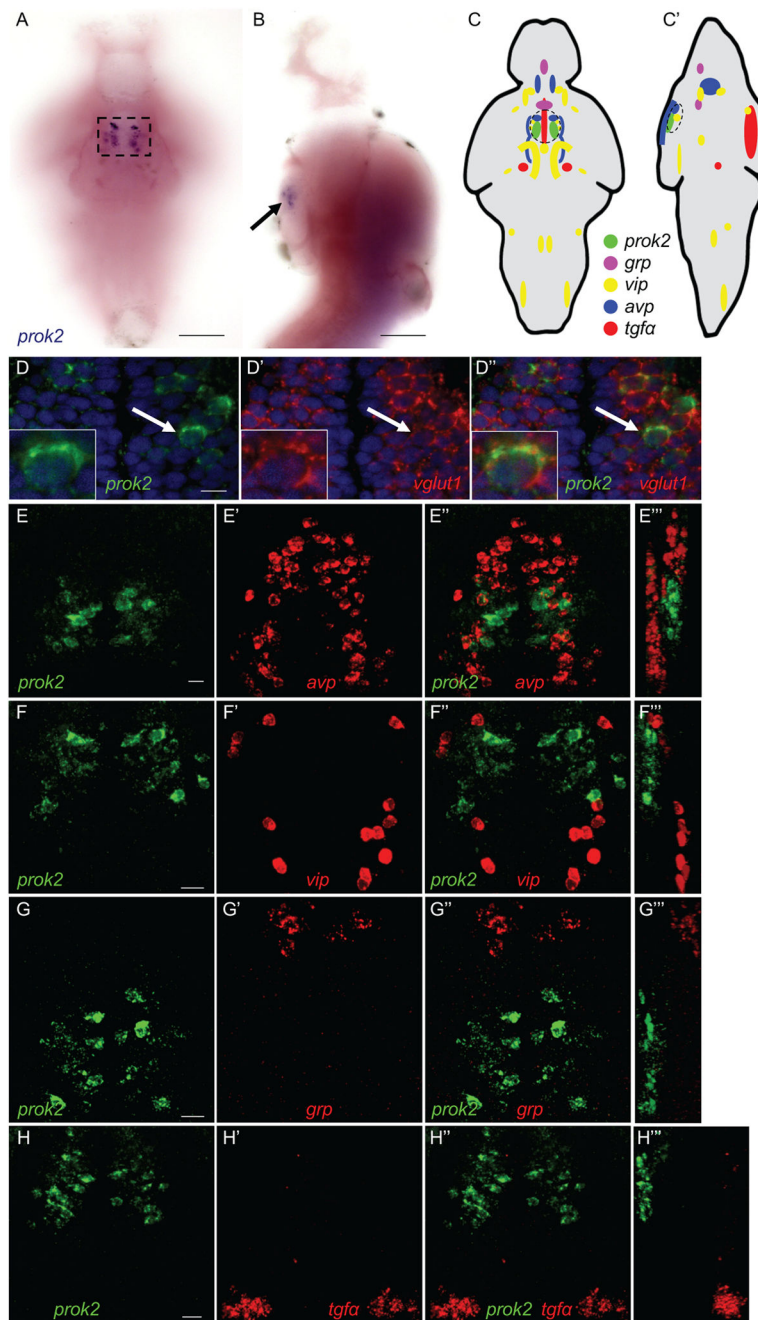 A
B
C
C'
prok2
grp
vip
avp
tgfα
prok2
D
D'
D''
prok2
vglut1
prok2
vglut1
E
E'
E''
E'''
prok2
avp
prok2
avp
F
F'
F''
F'''
prok2
vip
prok2
vip
G
G'
G''
G'''
prok2
grp
prok2
grp
H
H'
H''
H'''
prok2
tgfα
prok2
tgfα